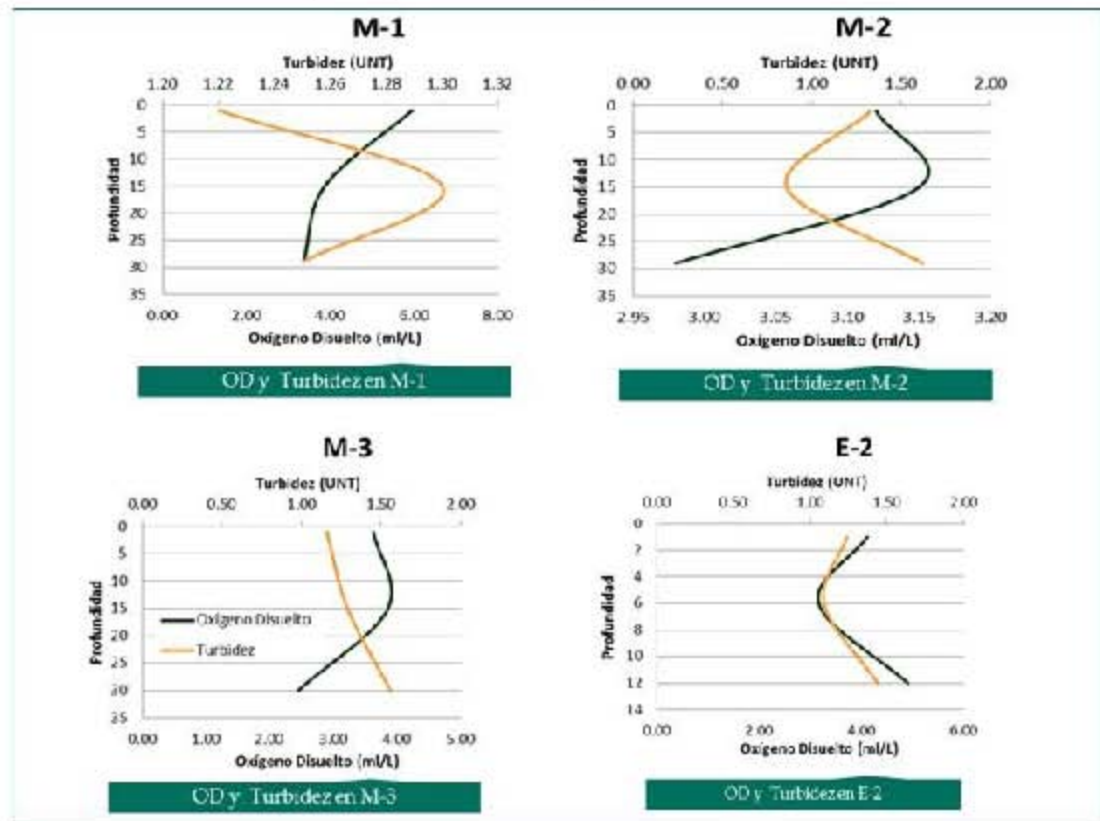 M-1
Turbidez (UNT)
1.20 1.22 1.24 1.26 1.28 1.30 1.32
Profundidad
0
5
10
15
20
25
30
35
0.00 2.00 4.00 6.00 8.00
Oxígeno Disuelto (ml/L)
OD y Turbidez en M-1
M-2
Turbidez (UNT)
0.00 0.50 1.00 1.50 2.00
Profundidad
0
5
10
15
20
25
30
35
2.95 3.00 3.05 3.10 3.15 3.20
Oxígeno Disuelto (ml/L)
OD y Turbidez en M-2
M-3
Turbidez (UNT)
0.00 0.50 1.00 1.50 2.00
Profundidad
0
5
10
15
20
25
30
35
Oxígeno Disuelto
Turbidez
0.00 1.00 2.00 3.00 4.00 5.00
Oxígeno Disuelto (ml/L)
OD y Turbidez en M-3
E-2
Turbidez (UNT)
0.00 0.50 1.00 1.50 2.00
Profundidad
0
2
4
6
8
10
12
14
0.00 2.00 4.00 6.00
Oxígeno Disuelto (ml/L)
OD y Turbidez en E-2